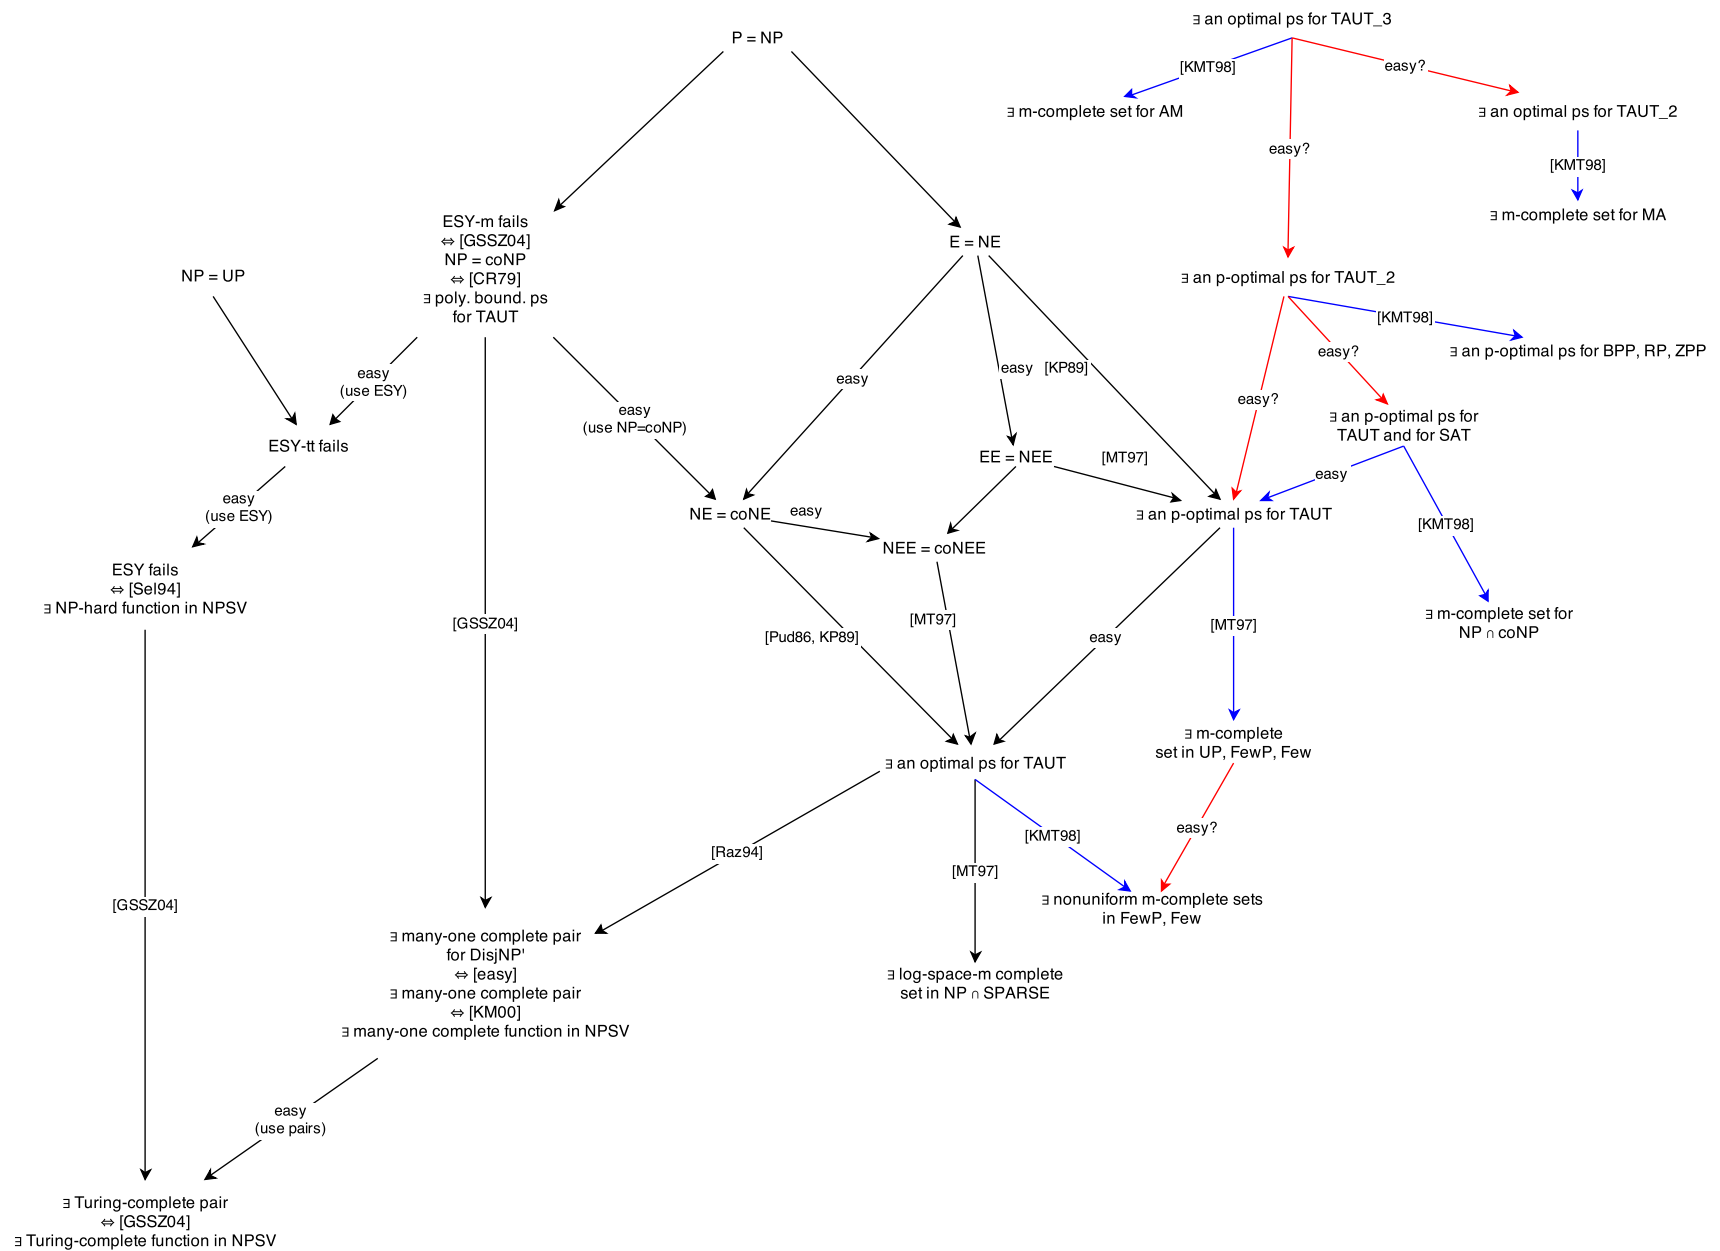 ∃ an optimal ps for TAUT_3
P = NP
[KMT98]
easy?
∃ m-complete set for AM
∃ an optimal ps for TAUT_2
easy?
[KMT98]
∃ m-complete set for MA
ESY-m fails
⇔ [GSSZ04]
NP = coNP
⇔ [CR79]
∃ poly. bound. ps
for TAUT
E = NE
NP = UP
∃ an p-optimal ps for TAUT_2
[KMT98]
easy?
∃ an p-optimal ps for BPP, RP, ZPP
easy
(use ESY)
easy
easy
[KP89]
easy?
easy
(use NP=coNP)
∃ an p-optimal ps for
TAUT and for SAT
ESY-tt fails
EE = NEE
[MT97]
easy
easy
(use ESY)
NE = coNE
easy
∃ an p-optimal ps for TAUT
[KMT98]
NEE = coNEE
ESY fails
⇔ [Sel94]
∃ NP-hard function in NPSV
[GSSZ04]
[Pud86, KP89]
[MT97]
easy
[MT97]
∃ m-complete set for
NP ∩ coNP
∃ m-complete
set in UP, FewP, Few
∃ an optimal ps for TAUT
easy?
[KMT98]
[Raz94]
[MT97]
∃ nonuniform m-complete sets
in FewP, Few
[GSSZ04]
∃ many-one complete pair
for DisjNP'
⇔ [easy]
∃ many-one complete pair
⇔ [KM00]
∃ many-one complete function in NPSV
∃ log-space-m complete
set in NP ∩ SPARSE
easy
(use pairs)
∃ Turing-complete pair
⇔ [GSSZ04]
∃ Turing-complete function in NPSV